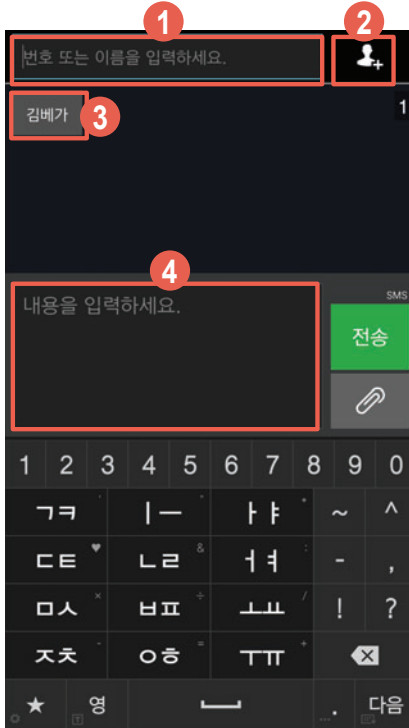 1 2
번호 또는 이름을 입력하세요.
김베가 3 1
4
SMS
내용을 입력하세요.
전송
1 2 3 4 5 6 7 8 9 0
ㄱㅋ ㅣㅡ ㅏㅑ ~ ^
ㄷㅌ ♥ ㄴㄹ & ㅓㅕ : - ,
ㅁㅅ × ㅂㅍ ÷ ㅗㅛ / ! ?
ㅈㅊ - ㅇㅎ = ㅜㅠ +
★ 영 . 다음